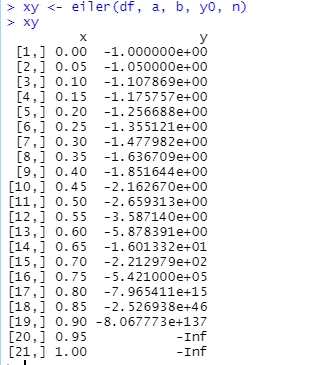 > xy <- eiler(df, a, b, y0, n)
> xy
x y
[1,] 0.00 -1.000000e+00
[2,] 0.05 -1.050000e+00
[3,] 0.10 -1.107869e+00
[4,] 0.15 -1.175757e+00
[5,] 0.20 -1.256688e+00
[6,] 0.25 -1.355121e+00
[7,] 0.30 -1.477982e+00
[8,] 0.35 -1.636709e+00
[9,] 0.40 -1.851644e+00
[10,] 0.45 -2.162670e+00
[11,] 0.50 -2.659313e+00
[12,] 0.55 -3.587140e+00
[13,] 0.60 -5.878391e+00
[14,] 0.65 -1.601332e+01
[15,] 0.70 -2.212979e+02
[16,] 0.75 -5.421000e+05
[17,] 0.80 -7.965411e+15
[18,] 0.85 -2.526938e+46
[19,] 0.90 -8.067773e+137
[20,] 0.95 -Inf
[21,] 1.00 -Inf